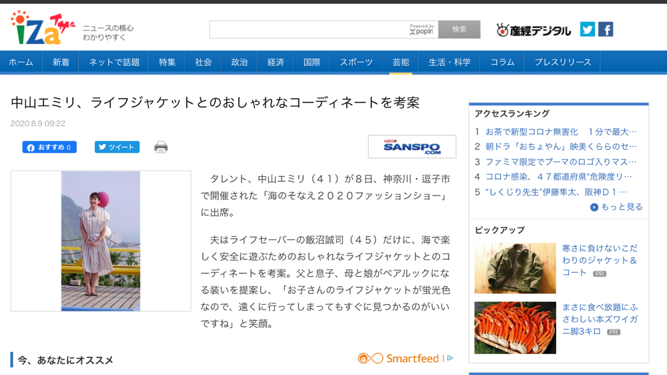 iza イザ!
ニュースの核心
わかりやすく
Powered by
popIn
検索
産経デジタル
ホーム 新着 ネットで話題 特集 社会 政治 経済 国際 スポーツ 芸能 生活・科学 コラム プレスリリース
中山エミリ、ライフジャケットとのおしゃれなコーディネートを考案
2020.8.9 09:22
おすすめ 0
ツイート
SANSPO.COM
タレント、中山エミリ（４１）が８日、神奈川・逗子市
で開催された「海のそなえ２０２０ファッションショー」
に出席。
夫はライフセーバーの飯沼誠司（４５）だけに、海で楽
しく安全に遊ぶためのおしゃれなライフジャケットとの
コーディネートを考案。父と息子、母と娘がペアルックにな
る装いを提案し、「お子さんのライフジャケットが蛍光色
なので、遠くに行ってしまってもすぐに見つかるのがいい
ですね」と笑顔。
今、あなたにオススメ
Smartfeed
アクセスランキング
1 お茶で新型コロナ無害化　１分で最大…
2 朝ドラ「おちょやん」映美くららのセ…
3 ファミマ限定でプーマのロゴ入りマス…
4 コロナ感染、４７都道府県“危険度リ…
5 “しくじり先生”伊藤隼太、阪神Ｄ１…
もっと見る
ピックアップ
寒さに負けないこだ
わりのジャケット＆
コート PR
まさに食べ放題にふ
さわしい本ズワイガ
ニ脚3キロ PR